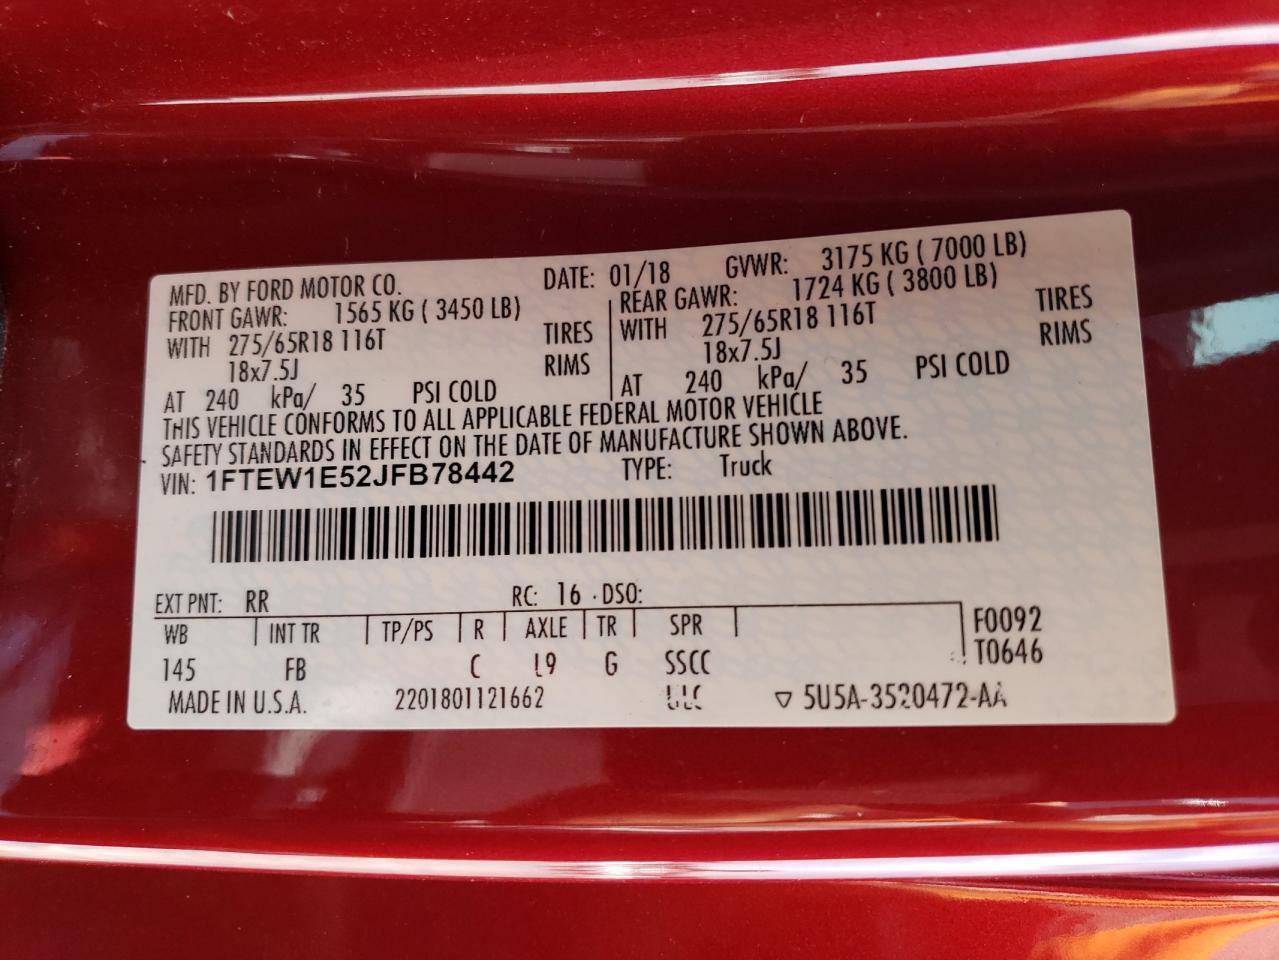 MFD. BY FORD MOTOR CO. DATE: 01/18 GVWR: 3175 KG ( 7000 LB)
FRONT GAWR: 1565 KG ( 3450 LB) REAR GAWR: 1724 KG ( 3800 LB)
WITH 275/65R18 116T TIRES WITH 275/65R18 116T TIRES
18x7.5J RIMS 18x7.5J RIMS
AT 240 kPa/ 35 PSI COLD AT 240 kPa/ 35 PSI COLD
THIS VEHICLE CONFORMS TO ALL APPLICABLE FEDERAL MOTOR VEHICLE
SAFETY STANDARDS IN EFFECT ON THE DATE OF MANUFACTURE SHOWN ABOVE.
VIN: 1FTEW1E52JFB78442 TYPE: Truck
EXT PNT: RR RC: 16 DSO:
WB INT TR TP/PS R AXLE TR SPR F0092
145 FB C L9 G SSCC T0646
MADE IN U.S.A. 2201801121662 ▽ 5U5A-3520472-AA